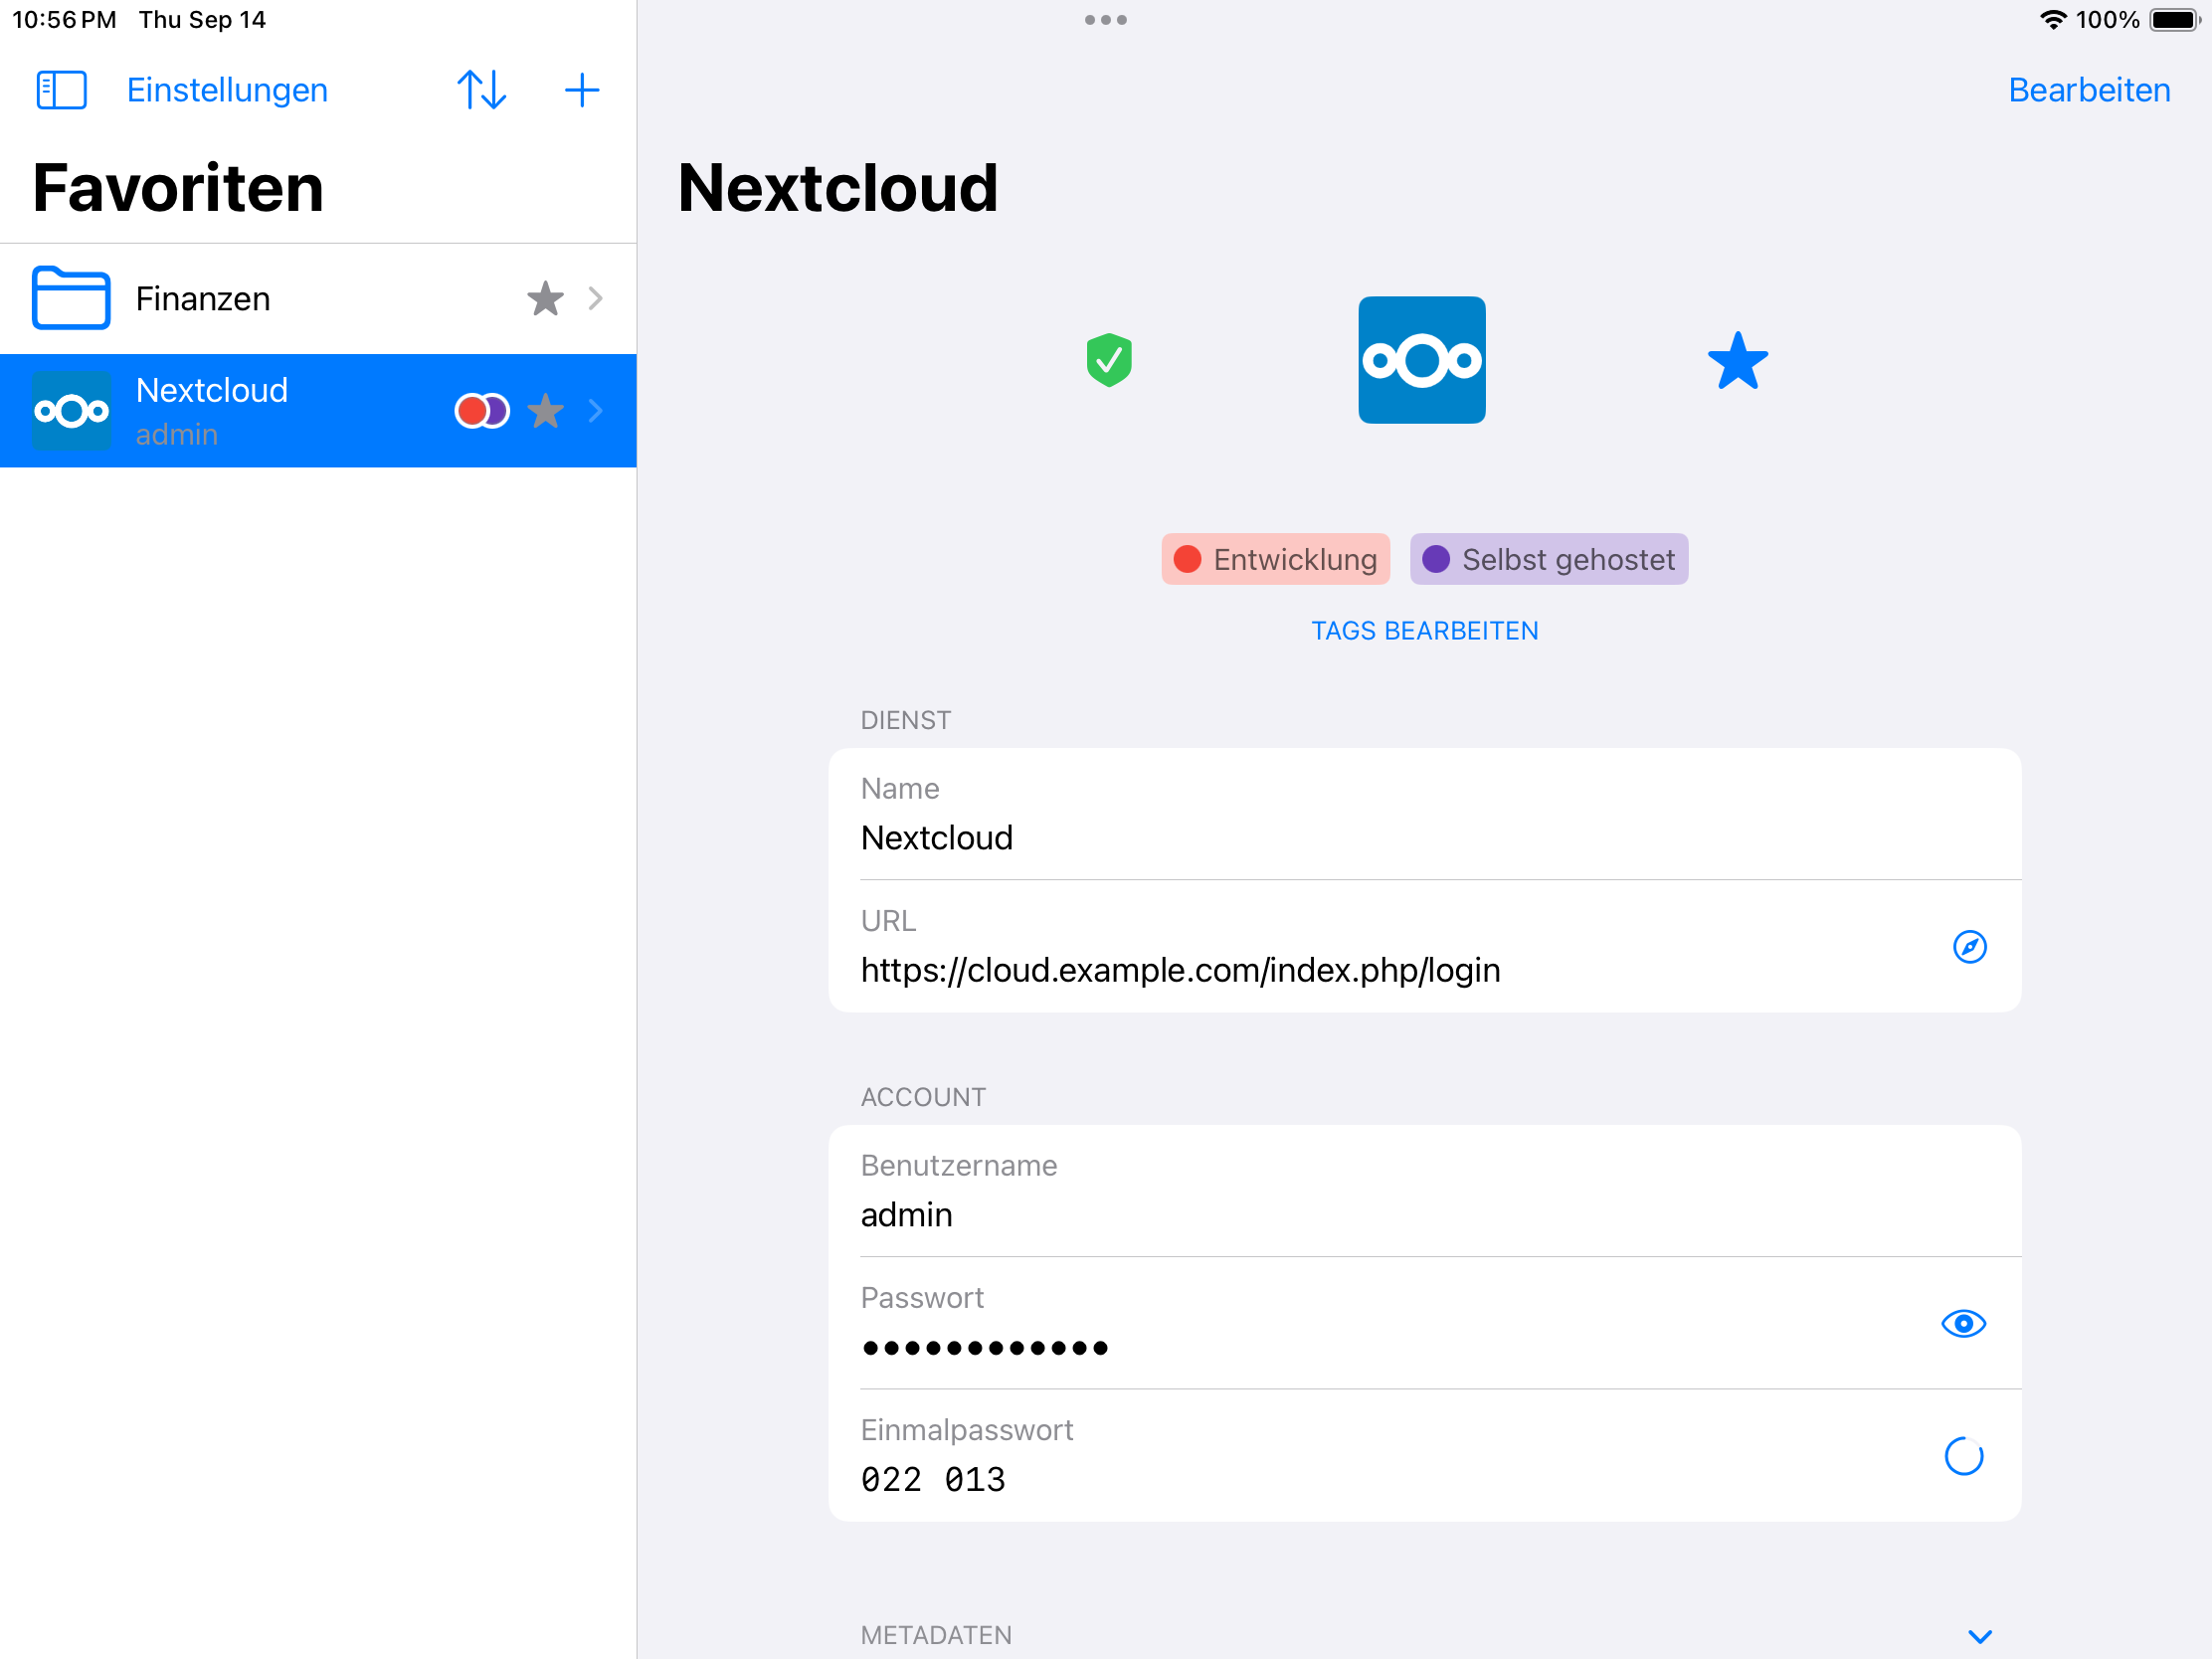 10:56 PM Thu Sep 14
100%
Einstellungen
Favoriten
Finanzen
Nextcloud
admin
Bearbeiten
Nextcloud
Entwicklung
Selbst gehostet
TAGS BEARBEITEN
DIENST
Name
Nextcloud
URL
https://cloud.example.com/index.php/login
ACCOUNT
Benutzername
admin
Passwort
••••••••••••
Einmalpasswort
022 013
METADATEN